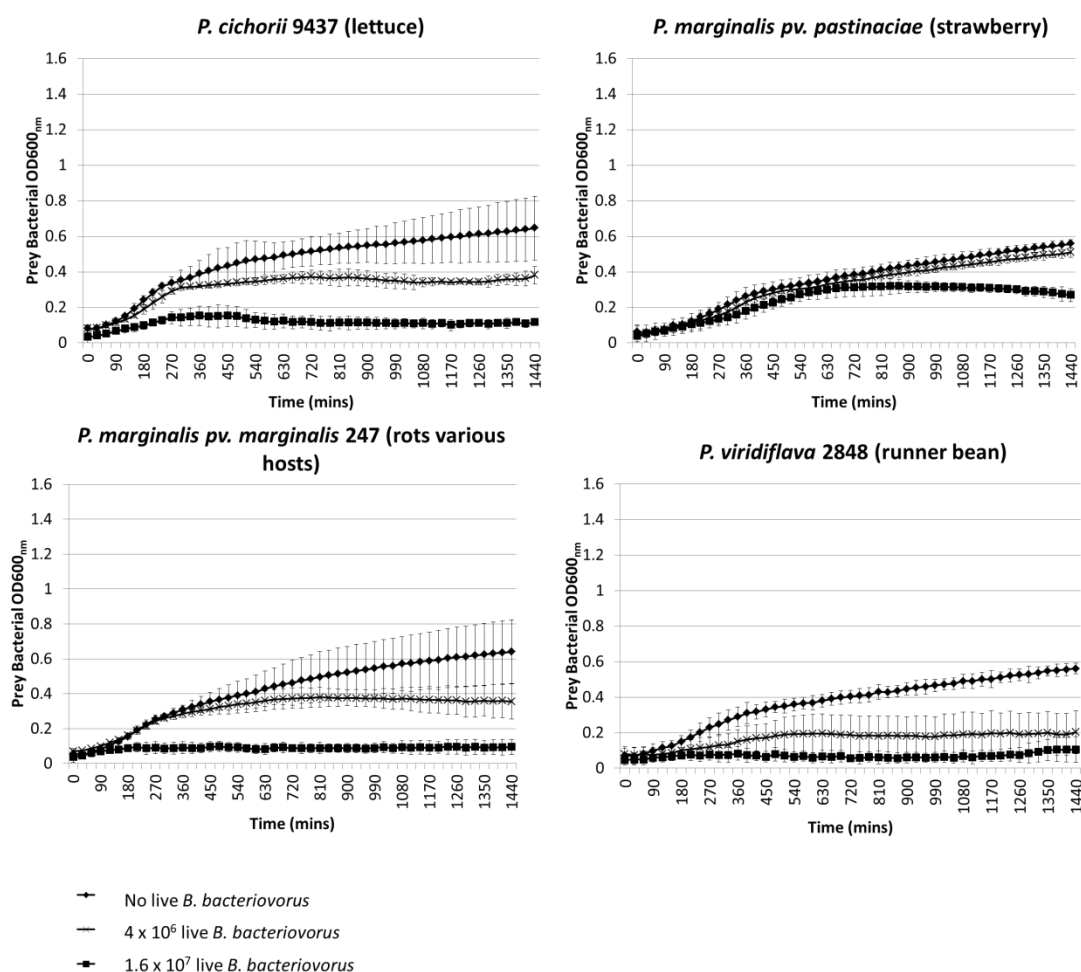 P. cichorii 9437 (lettuce)
1.6
1.4
1.2
1
0.8
0.6
0.4
0.2
0
Prey Bacterial OD600nm
0 90 180 270 360 450 540 630 720 810 900 990 1080 1170 1260 1350 1440
Time (mins)
P. marginalis pv. pastinaciae (strawberry)
1.6
1.4
1.2
1
0.8
0.6
0.4
0.2
0
Prey Bacterial OD600nm
0 90 180 270 360 450 540 630 720 810 900 990 1080 1170 1260 1350 1440
Time (mins)
P. marginalis pv. marginalis 247 (rots various
hosts)
1.6
1.4
1.2
1
0.8
0.6
0.4
0.2
0
Prey Bacterial OD600nm
0 90 180 270 360 450 540 630 720 810 900 990 1080 1170 1260 1350 1440
Time (mins)
P. viridiflava 2848 (runner bean)
1.6
1.4
1.2
1
0.8
0.6
0.4
0.2
0
Prey Bacterial OD600nm
0 90 180 270 360 450 540 630 720 810 900 990 1080 1170 1260 1350 1440
Time (mins)
No live B. bacteriovorus
4 x 10⁶ live B. bacteriovorus
1.6 x 10⁷ live B. bacteriovorus